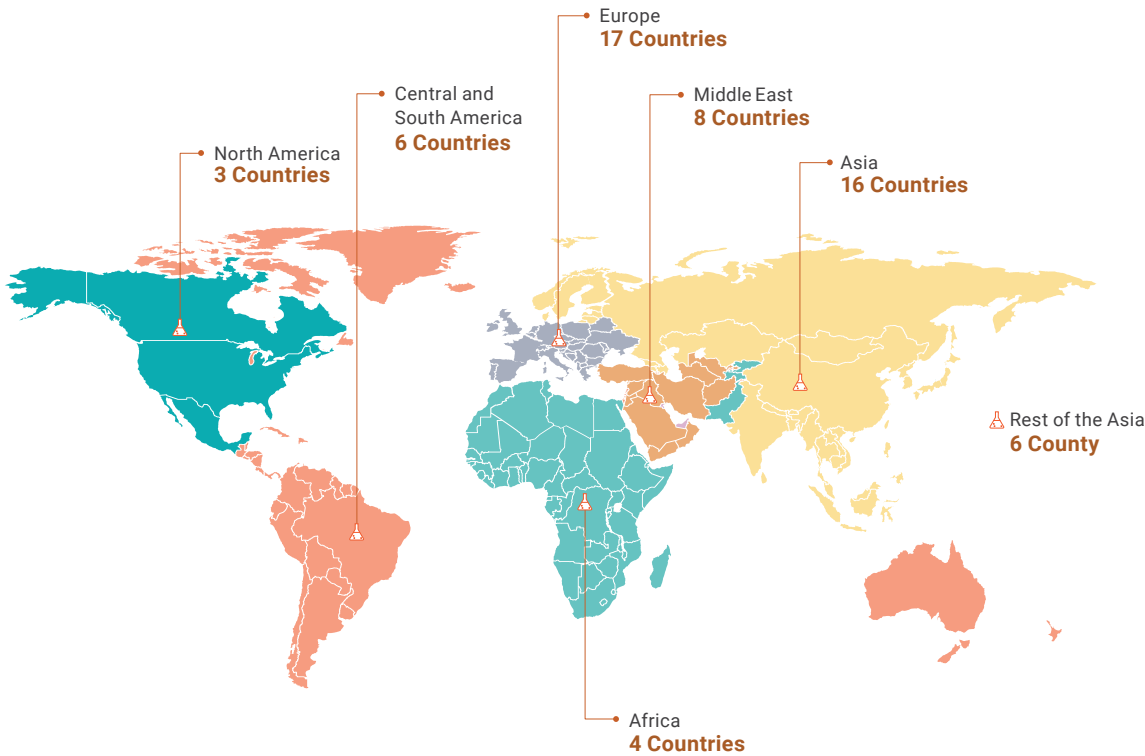 Europe
17 Countries
Central and
South America
6 Countries
Middle East
8 Countries
North America
3 Countries
Asia
16 Countries
Rest of the Asia
6 County
Africa
4 Countries